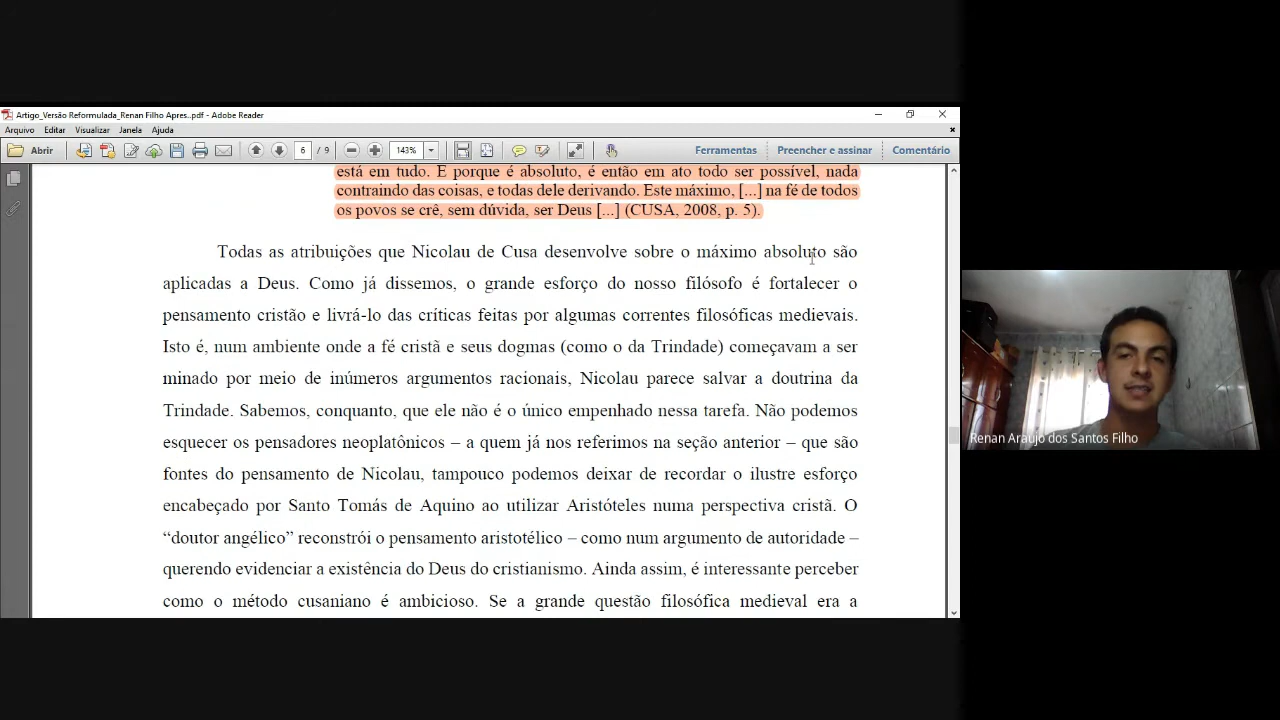 Artigo_Versão Reformulada_Renan Filho Apres..pdf - Adobe Reader
Arquivo Editar Visualizar Janela Ajuda
Abrir 6 / 9 143% Ferramentas Preencher e assinar Comentário
está em tudo. E porque é absoluto, é então em ato todo ser possível, nada
contraindo das coisas, e todas dele derivando. Este máximo, [...] na fé de todos
os povos se crê, sem dúvida, ser Deus [...] (CUSA, 2008, p. 5).
Todas as atribuições que Nicolau de Cusa desenvolve sobre o máximo absoluto são
aplicadas a Deus. Como já dissemos, o grande esforço do nosso filósofo é fortalecer o
pensamento cristão e livrá-lo das críticas feitas por algumas correntes filosóficas medievais.
Isto é, num ambiente onde a fé cristã e seus dogmas (como o da Trindade) começavam a ser
minado por meio de inúmeros argumentos racionais, Nicolau parece salvar a doutrina da
Trindade. Sabemos, conquanto, que ele não é o único empenhado nessa tarefa. Não podemos
esquecer os pensadores neoplatônicos – a quem já nos referimos na seção anterior – que são
fontes do pensamento de Nicolau, tampouco podemos deixar de recordar o ilustre esforço
encabeçado por Santo Tomás de Aquino ao utilizar Aristóteles numa perspectiva cristã. O
“doutor angélico” reconstrói o pensamento aristotélico – como num argumento de autoridade –
querendo evidenciar a existência do Deus do cristianismo. Ainda assim, é interessante perceber
como o método cusaniano é ambicioso. Se a grande questão filosófica medieval era a
Renan Araujo dos Santos Filho